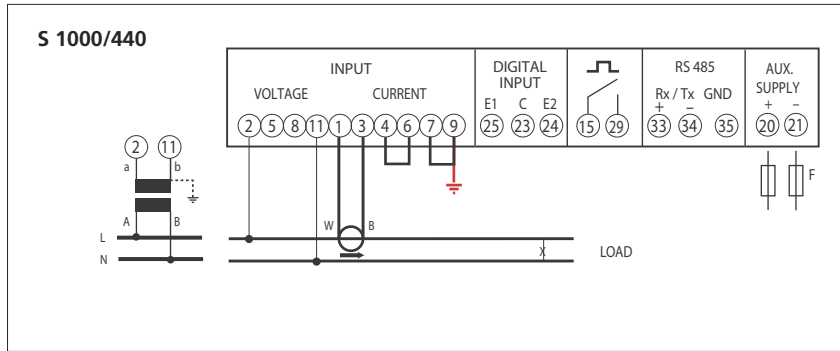 S 1000/440
INPUT
VOLTAGE CURRENT
2 5 8 11 1 3 4 6 7 9
DIGITAL
INPUT
E1 C E2
25 23 24
15 29
RS 485
Rx / Tx GND
+ −
33 34 35
AUX.
SUPPLY
+ −
20 21
F
2 11
a b
A B
L
N
W B
X
LOAD